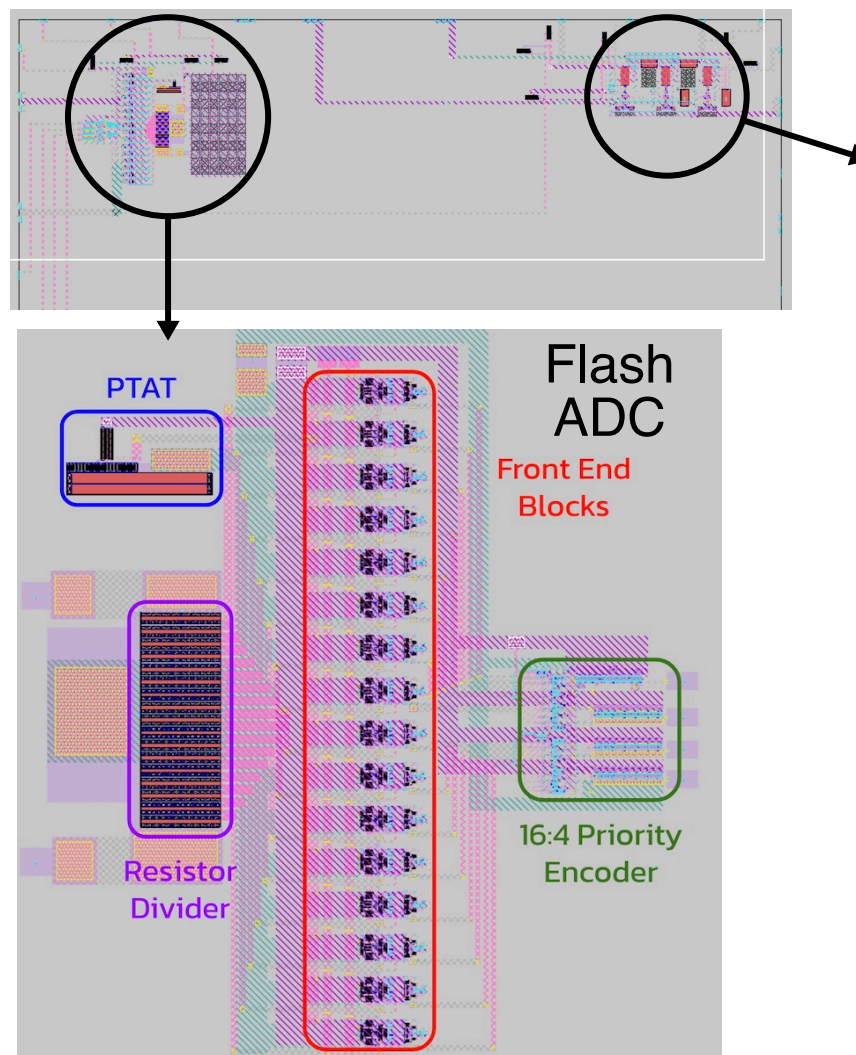 Flash
ADC
PTAT
Front End
Blocks
16:4 Priority
Encoder
Resistor
Divider